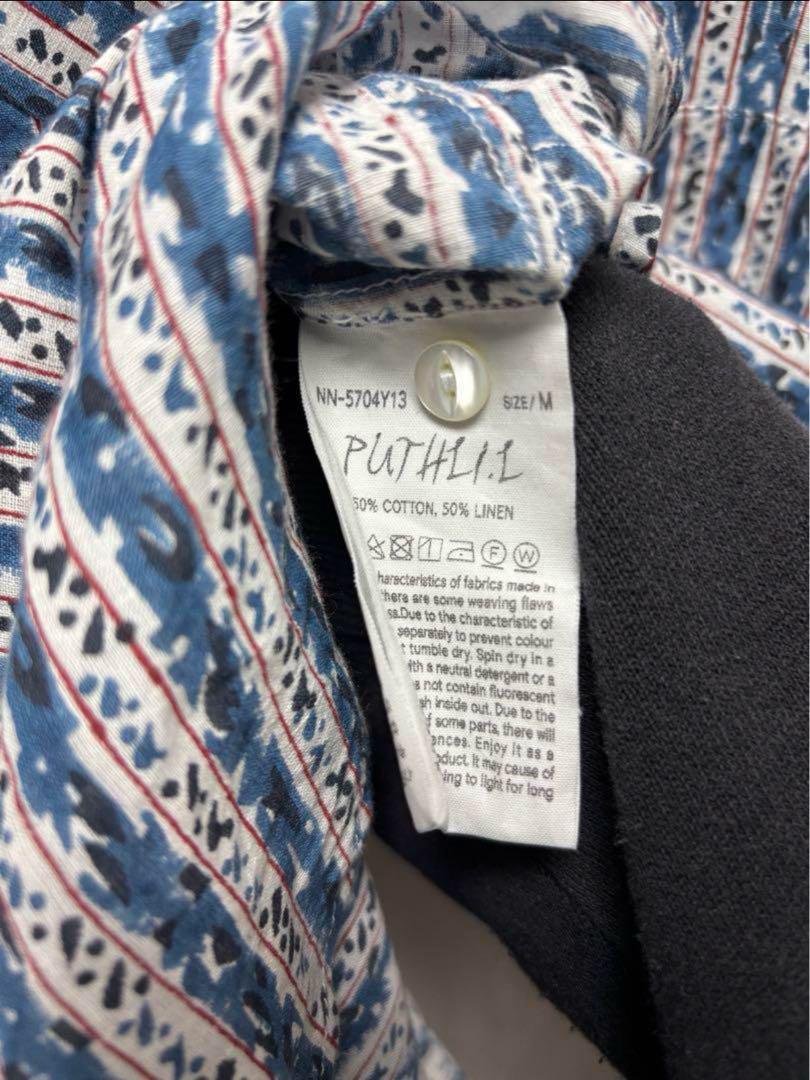 NN-5704Y13 SIZE/ M
PUTHLI.L
50% COTTON, 50% LINEN
F W
haracteristics of fabrics made in
there are some weaving flaws
ss.Due to the characteristic of
separately to prevent colour
t tumble dry. Spin dry in a
ith a neutral detergent or a
s not contain fluorescent
sh inside out. Due to the
f some parts, there will
ences. Enjoy it as a
oduct. It may cause of
ing to light for long